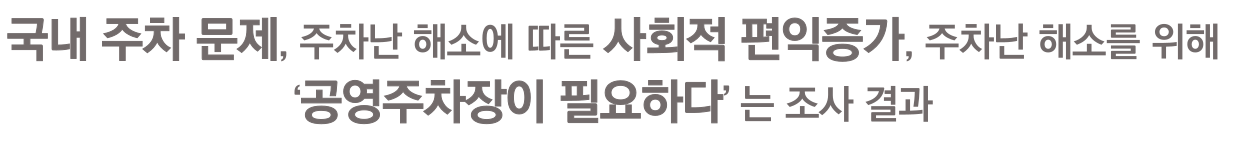 국내 주차 문제, 주차난 해소에 따른 사회적 편익증가, 주차난 해소를 위해
‘공영주차장이 필요하다’ 는 조사 결과